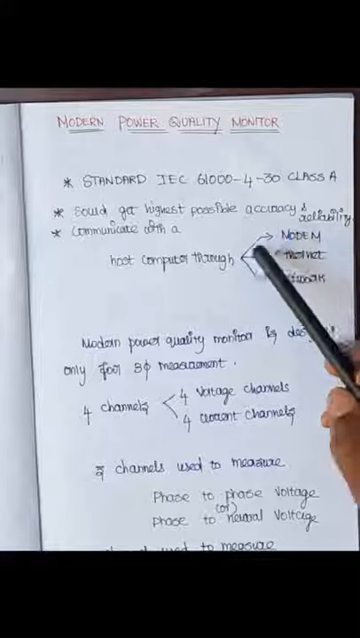 MODERN POWER QUALITY MONITOR
* STANDARD IEC 61000-4-30 CLASS A
* Sould get highest possible accuracy & reliability
* communicate with a
host computer through
MODEM
Modern power quality monitor is
only for 3φ measurement.
4 channels
4 voltage channels
4 current channels
channels used to measure
Phase to phase voltage
(or)
Phase to neutral voltage
used to measure